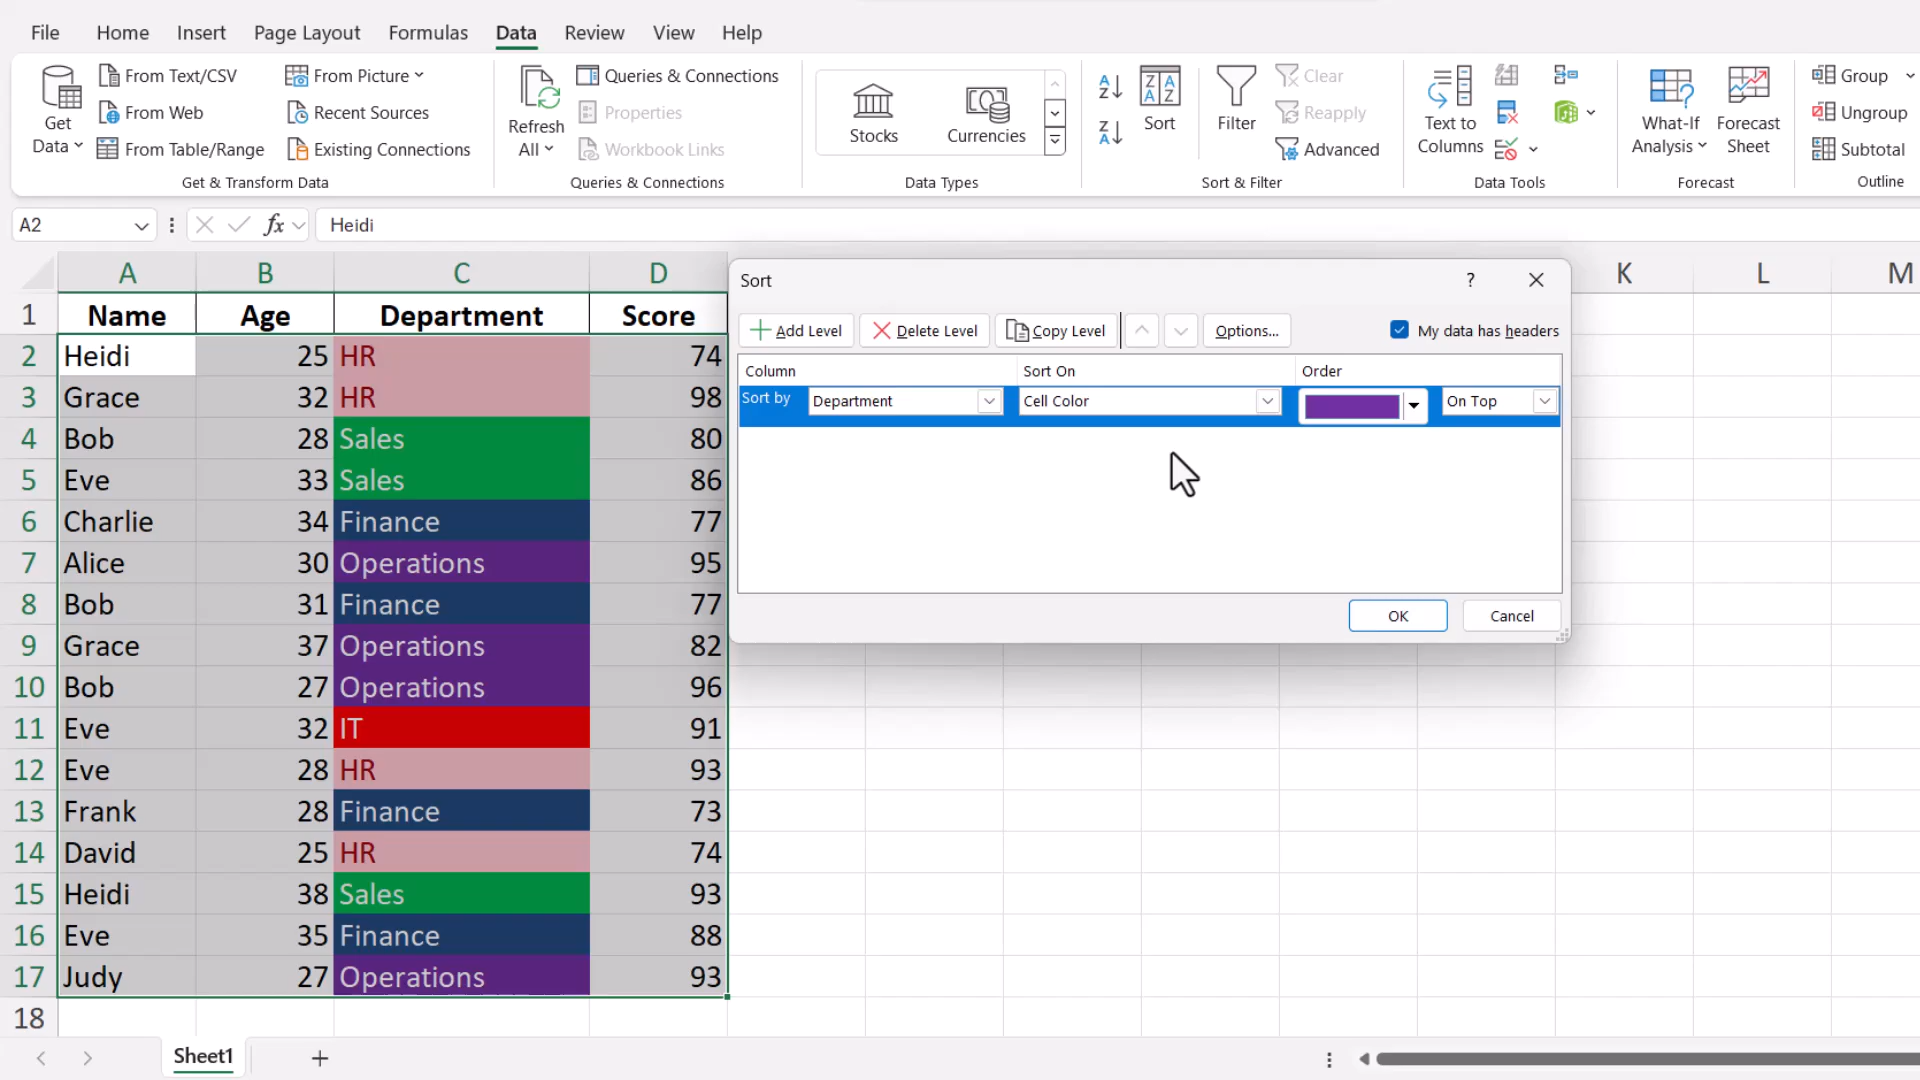 File Home Insert Page Layout Formulas Data Review View Help
Get Data
From Text/CSV
From Web
From Table/Range
From Picture
Recent Sources
Existing Connections
Get & Transform Data
Refresh All
Queries & Connections
Properties
Workbook Links
Queries & Connections
Stocks
Currencies
Data Types
Sort
Filter
Clear
Reapply
Advanced
Sort & Filter
Text to Columns
Data Tools
What-If Analysis
Forecast Sheet
Forecast
Group
Ungroup
Subtotal
Outline
A2 fx Heidi
A B C D K L M
1 Name Age Department Score
2 Heidi 25 HR 74
3 Grace 32 HR 98
4 Bob 28 Sales 80
5 Eve 33 Sales 86
6 Charlie 34 Finance 77
7 Alice 30 Operations 95
8 Bob 31 Finance 77
9 Grace 37 Operations 82
10 Bob 27 Operations 96
11 Eve 32 IT 91
12 Eve 28 HR 93
13 Frank 28 Finance 73
14 David 25 HR 74
15 Heidi 38 Sales 93
16 Eve 35 Finance 88
17 Judy 27 Operations 93
18
Sort ?
Add Level Delete Level Copy Level Options... My data has headers
Column Sort On Order
Sort by Department Cell Color On Top
OK Cancel
Sheet1